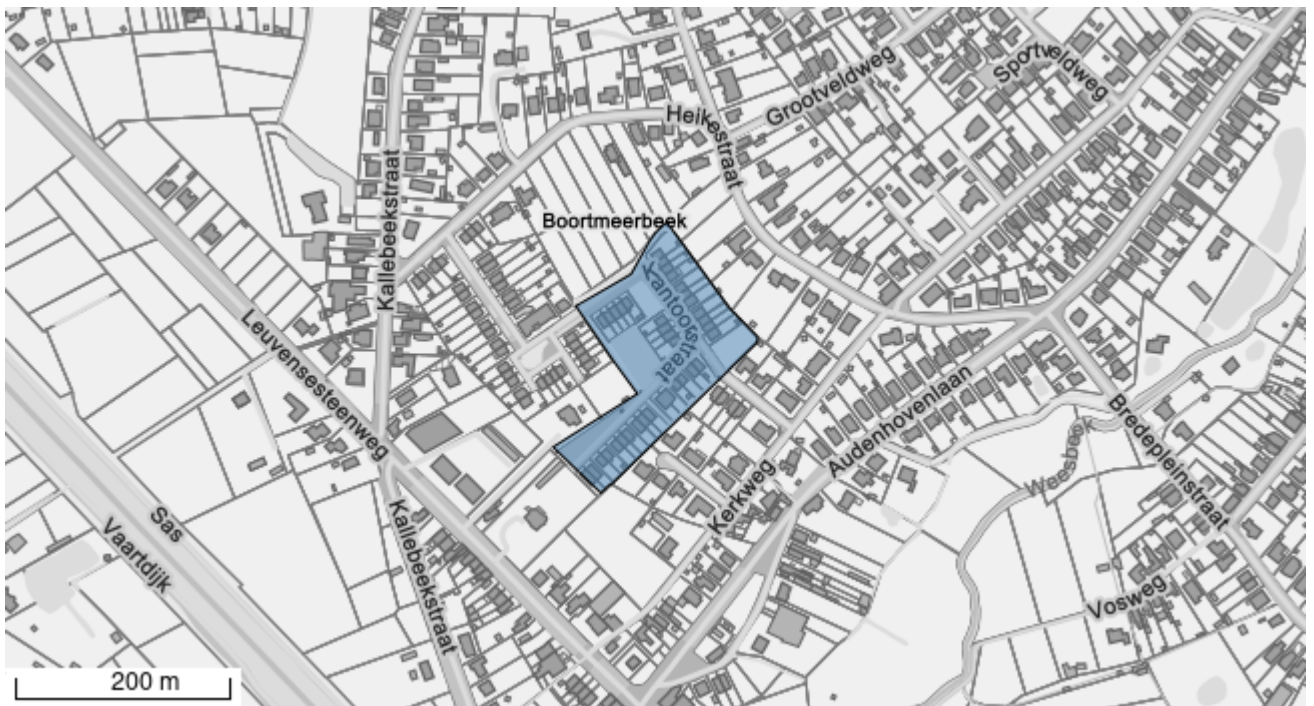 Sportveldweg
Grootveldweg
Heikestraat
Kallebeekstraat
Boortmeerbeek
Kantoorstraat
Leuvensesteenweg
Audenhovenlaan
Bredepleinstraat
Weesbeek
Kerkweg
Sas
Vaartdijk
Kallebeekstraat
Vosweg
200 m